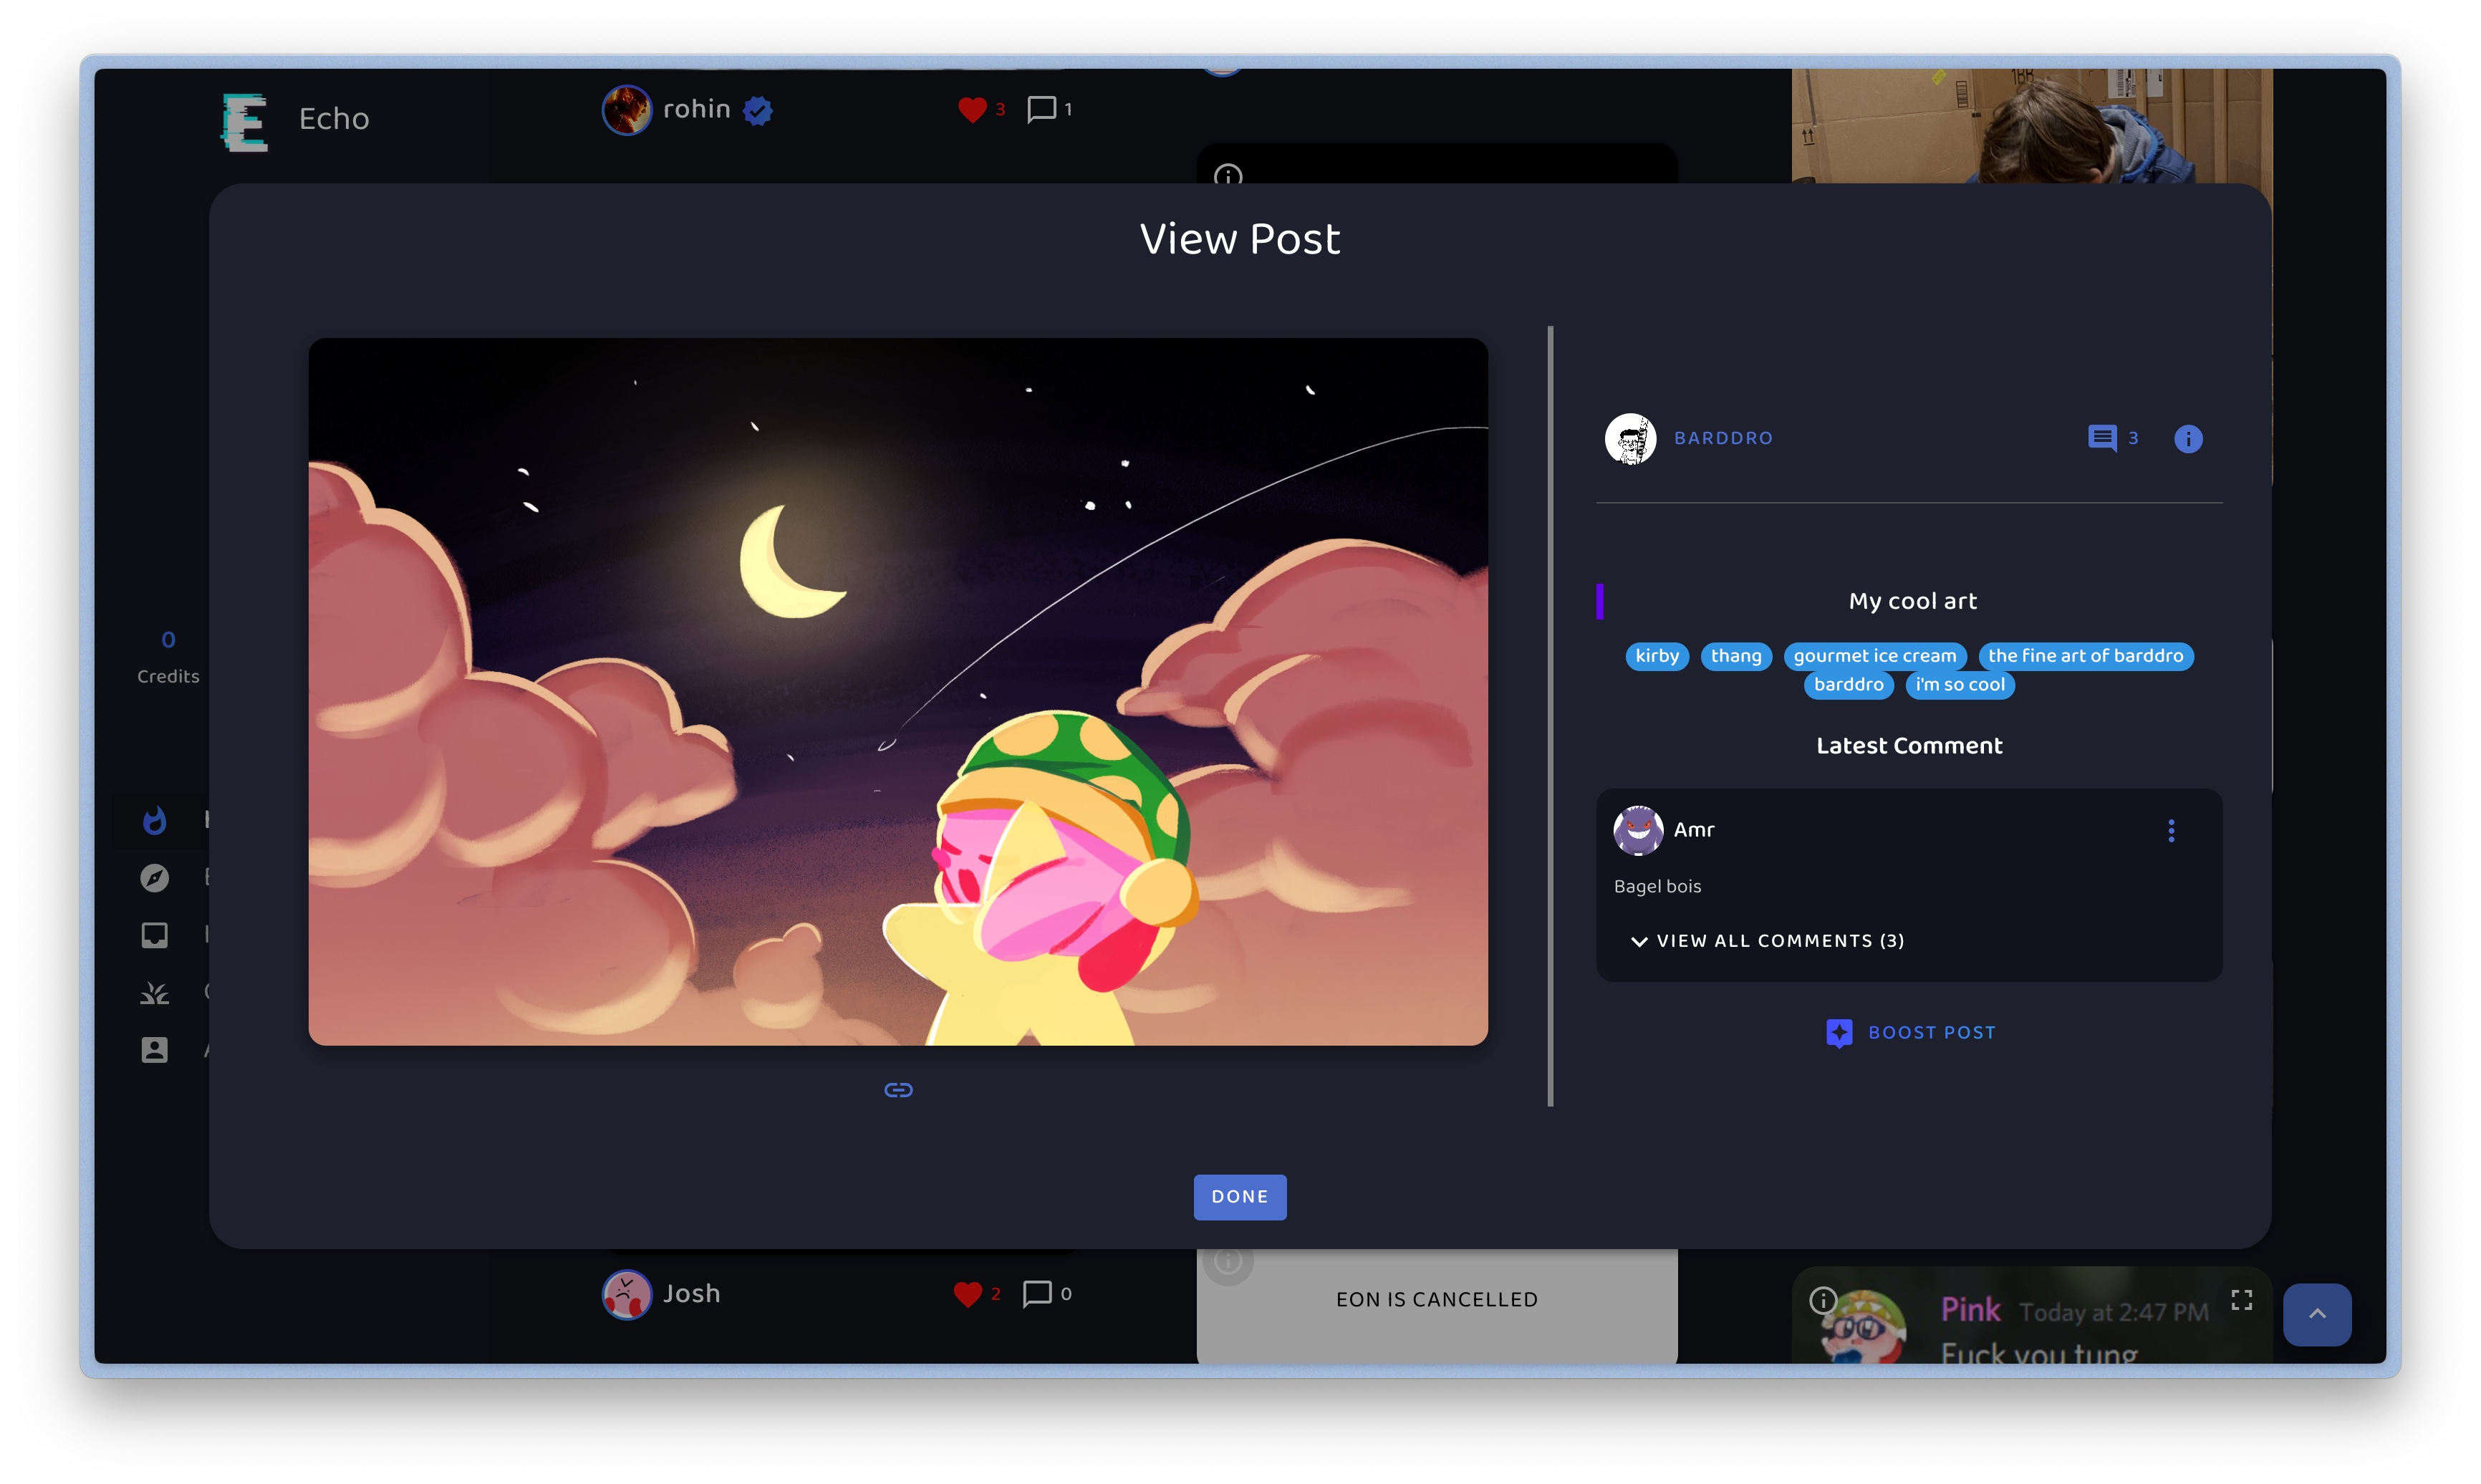 Echo
rohin
3
1
1BR
View Post
BARDDRO
3
My cool art
kirby
thang
gourmet ice cream
the fine art of barddro
barddro
i'm so cool
Latest Comment
Amr
Bagel bois
VIEW ALL COMMENTS (3)
BOOST POST
DONE
0
Credits
Josh
2
0
EON IS CANCELLED
Pink Today at 2:47 PM
Fuck you tung